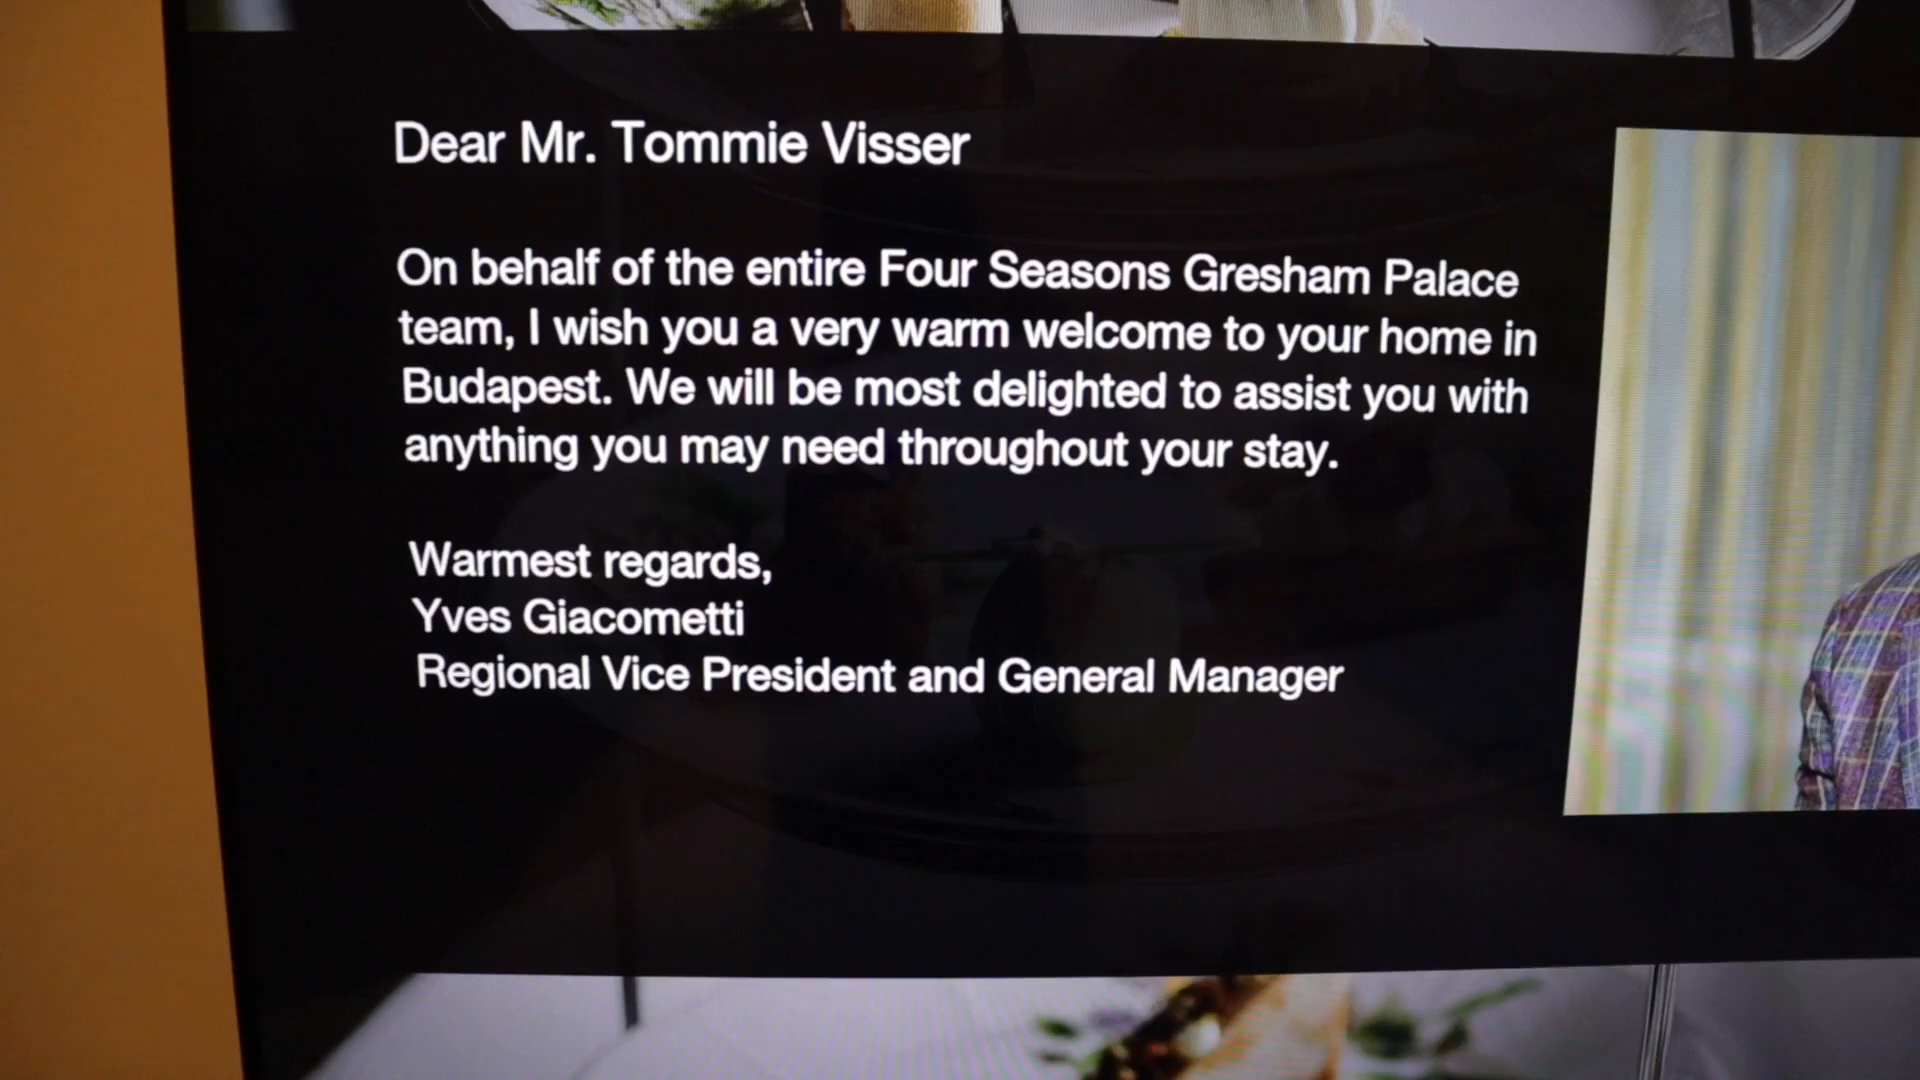 Dear Mr. Tommie Visser
On behalf of the entire Four Seasons Gresham Palace
team, I wish you a very warm welcome to your home in
Budapest. We will be most delighted to assist you with
anything you may need throughout your stay.
Warmest regards,
Yves Giacometti
Regional Vice President and General Manager